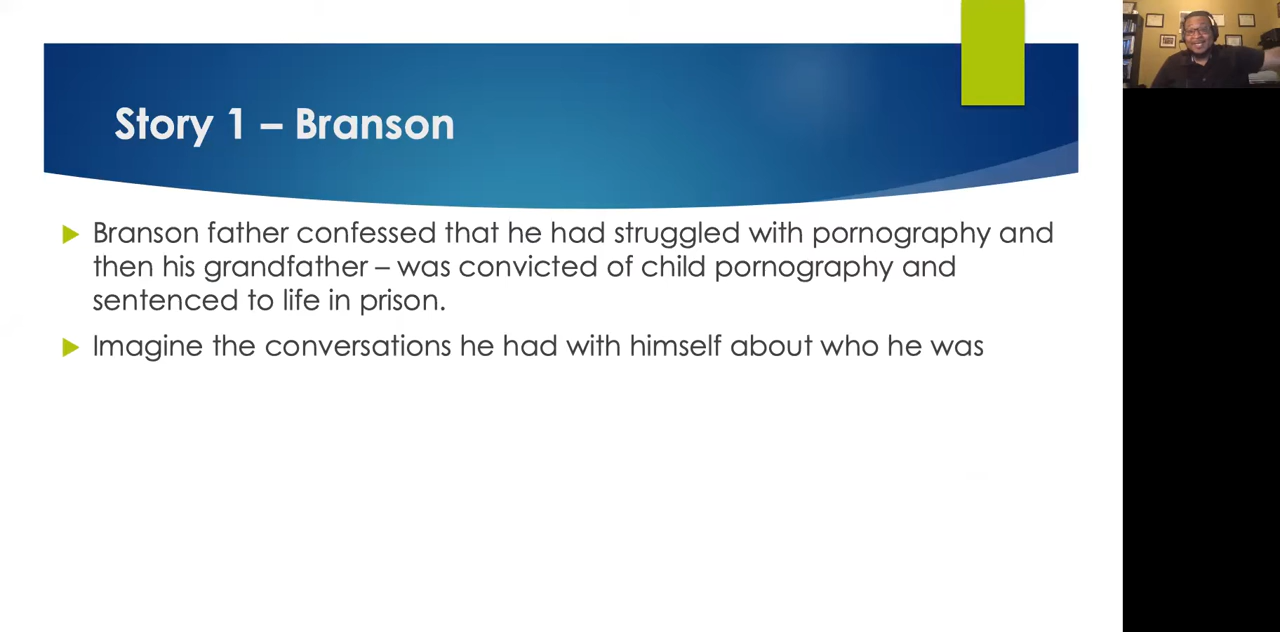 Story 1 – Branson
Branson father confessed that he had struggled with pornography and
then his grandfather – was convicted of child pornography and
sentenced to life in prison.
Imagine the conversations he had with himself about who he was